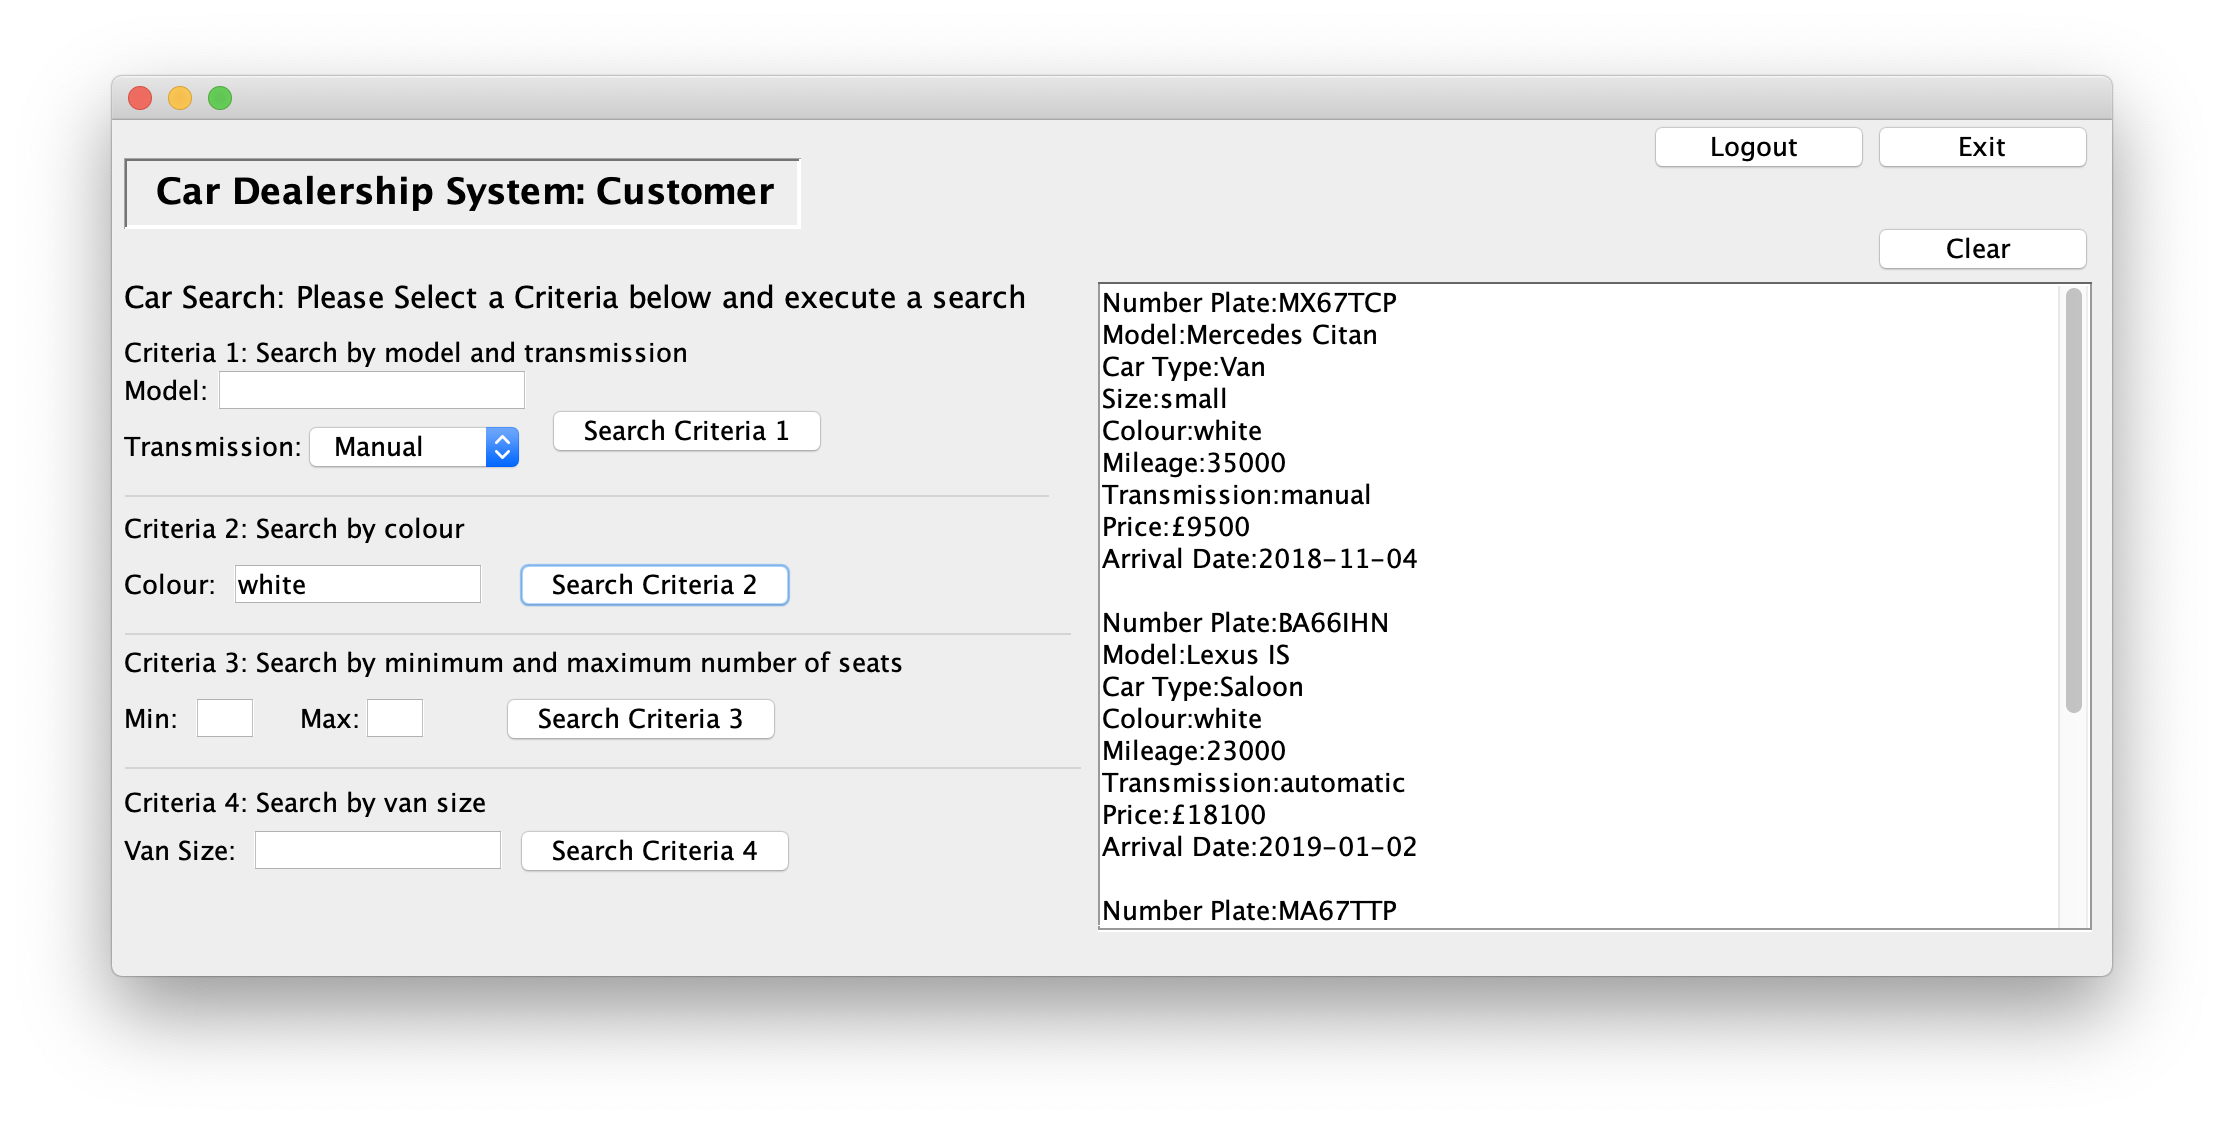 Logout
Exit
Car Dealership System: Customer
Clear
Car Search: Please Select a Criteria below and execute a search
Criteria 1: Search by model and transmission
Model:
Transmission:
Manual
Search Criteria 1
Criteria 2: Search by colour
Colour:
white
Search Criteria 2
Criteria 3: Search by minimum and maximum number of seats
Min:
Max:
Search Criteria 3
Criteria 4: Search by van size
Van Size:
Search Criteria 4
Number Plate:MX67TCP
Model:Mercedes Citan
Car Type:Van
Size:small
Colour:white
Mileage:35000
Transmission:manual
Price:£9500
Arrival Date:2018-11-04
Number Plate:BA66IHN
Model:Lexus IS
Car Type:Saloon
Colour:white
Mileage:23000
Transmission:automatic
Price:£18100
Arrival Date:2019-01-02
Number Plate:MA67TTP